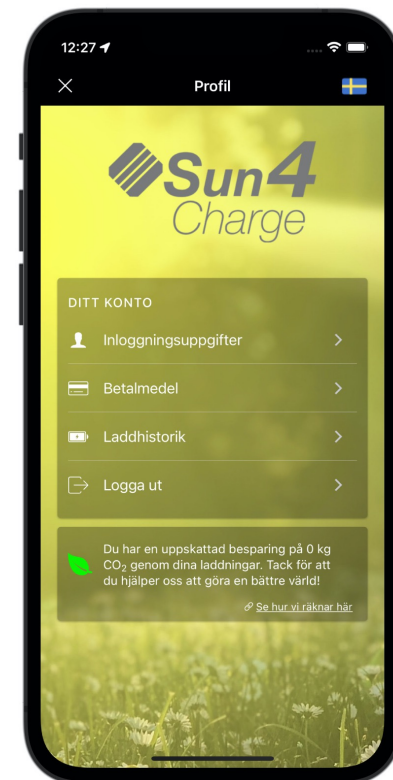 12:27
Profil
Sun4
Charge
DITT KONTO
Inloggningsuppgifter
Betalmedel
Laddhistorik
Logga ut
Du har en uppskattad besparing på 0 kg
CO₂ genom dina laddningar. Tack för att
du hjälper oss att göra en bättre värld!
Se hur vi räknar här